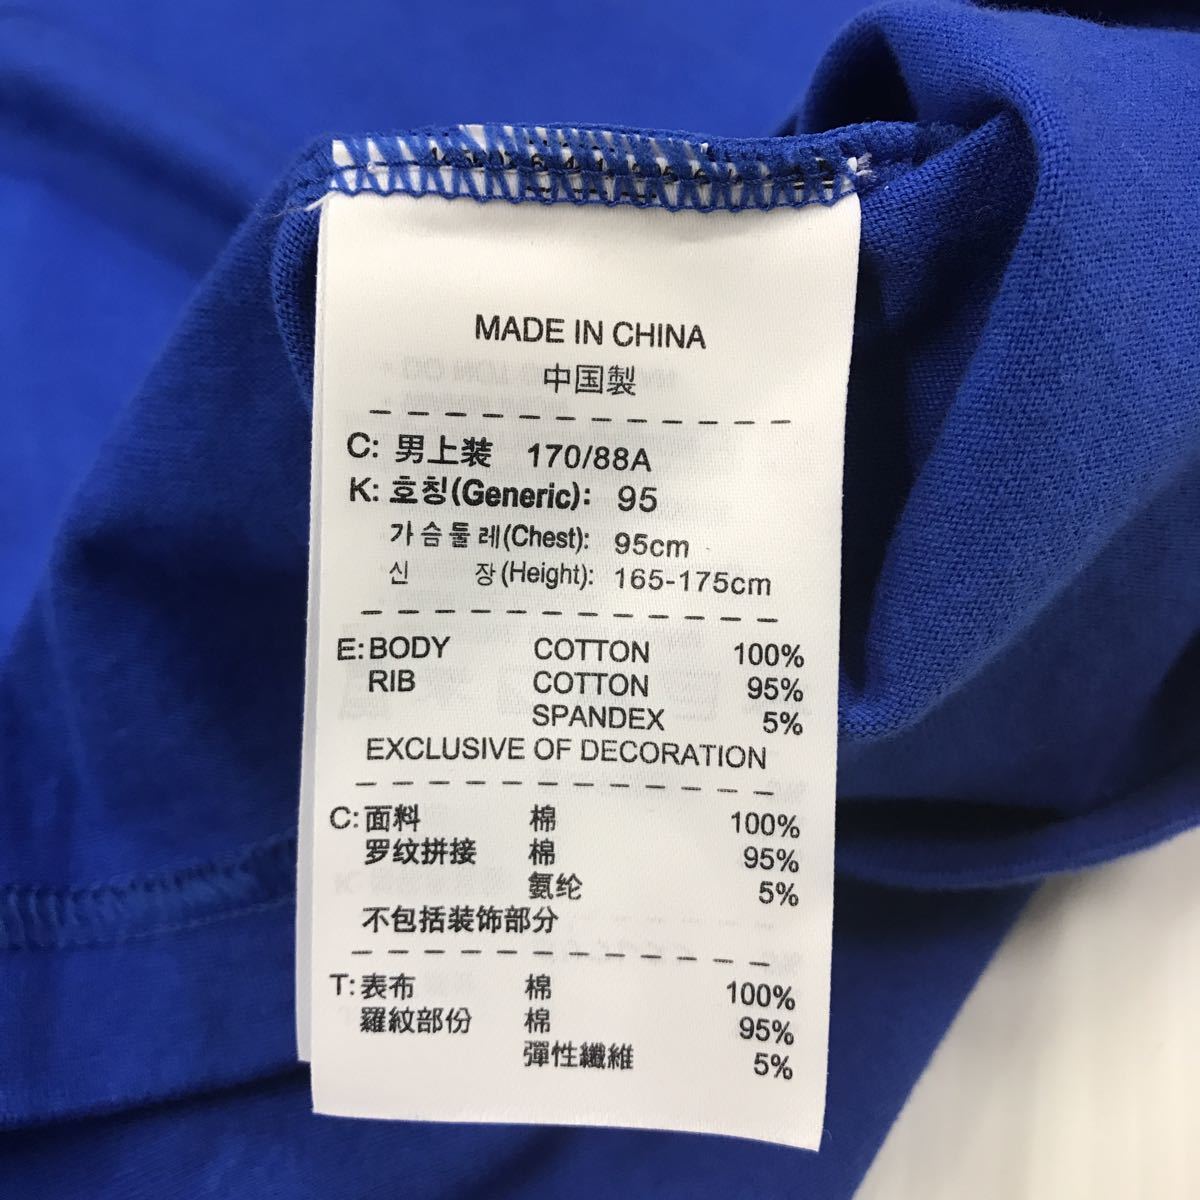 MADE IN CHINA
中国製
C: 男上装 170/88A
K: 호칭(Generic): 95
가슴둘레(Chest): 95cm
신 장(Height): 165-175cm
E: BODY COTTON 100%
RIB COTTON 95%
SPANDEX 5%
EXCLUSIVE OF DECORATION
C: 面料 棉 100%
罗纹拼接 棉 95%
氨纶 5%
不包括装饰部分
T: 表布 棉 100%
羅紋部份 棉 95%
彈性纖維 5%